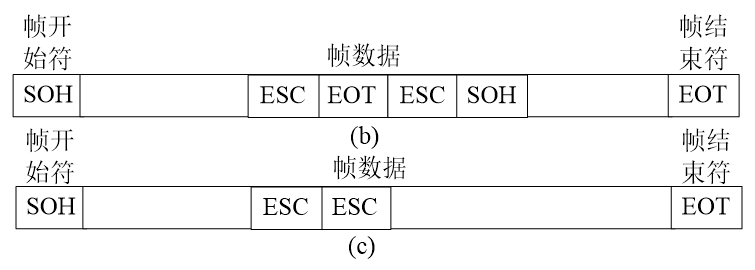 帧开 帧结
始符 帧数据 束符
SOH ESC EOT ESC SOH EOT
(b)
帧开 帧结
始符 帧数据 束符
SOH ESC ESC EOT
(c)